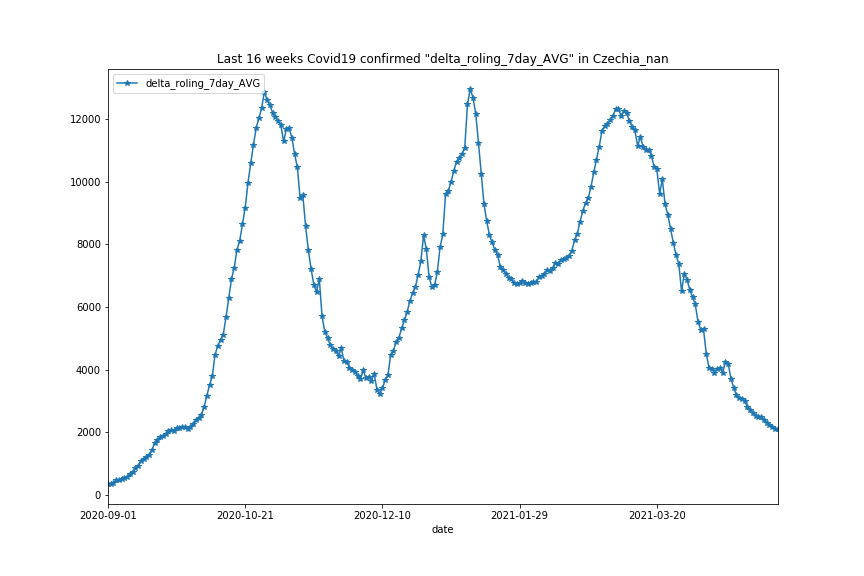 Last 16 weeks Covid19 confirmed "delta_roling_7day_AVG" in Czechia_nan
delta_roling_7day_AVG
12000
10000
8000
6000
4000
2000
0
2020-09-01 2020-10-21 2020-12-10 2021-01-29 2021-03-20
date